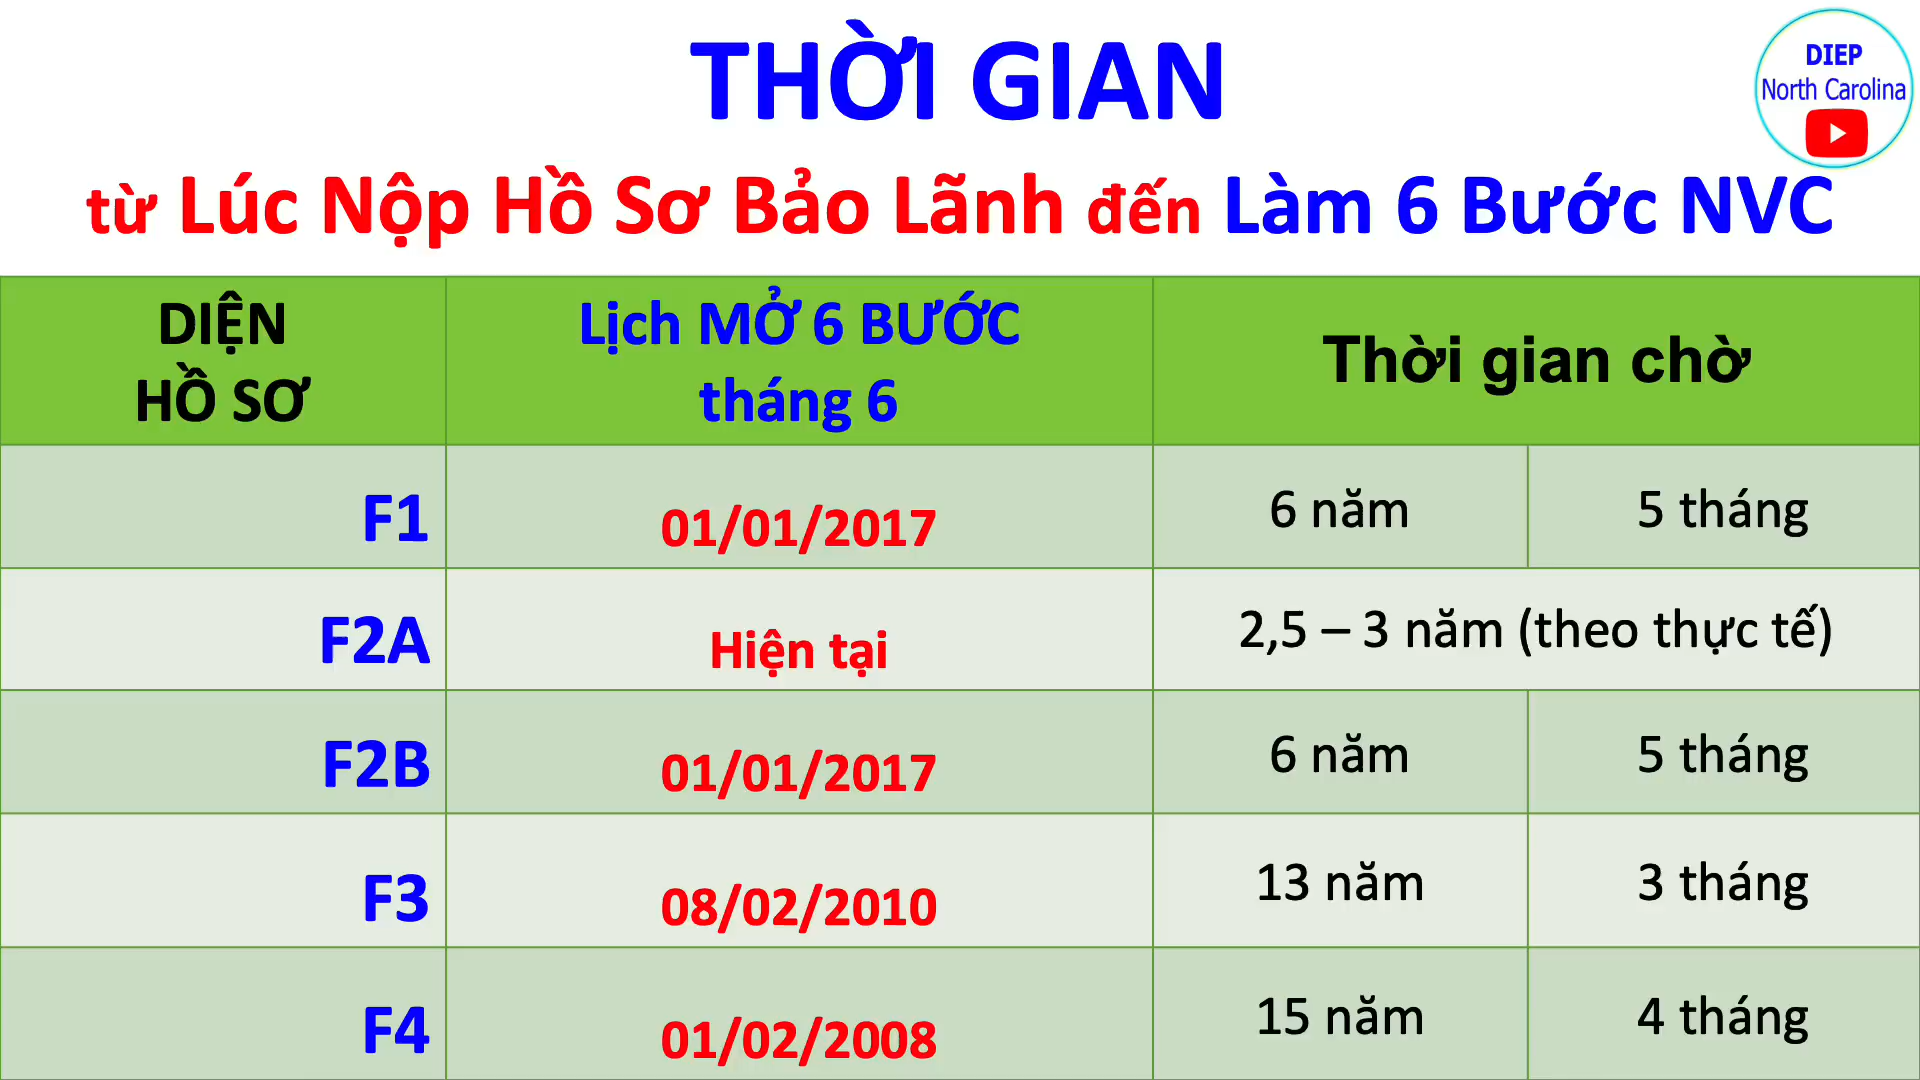 THỜI GIAN
DIEP
North Carolina
từ Lúc Nộp Hồ Sơ Bảo Lãnh đến Làm 6 Bước NVC
DIỆN
HỒ SƠ
Lịch MỞ 6 BƯỚC
tháng 6
Thời gian chờ
F1
01/01/2017
6 năm
5 tháng
F2A
Hiện tại
2,5 – 3 năm (theo thực tế)
F2B
01/01/2017
6 năm
5 tháng
F3
08/02/2010
13 năm
3 tháng
F4
01/02/2008
15 năm
4 tháng